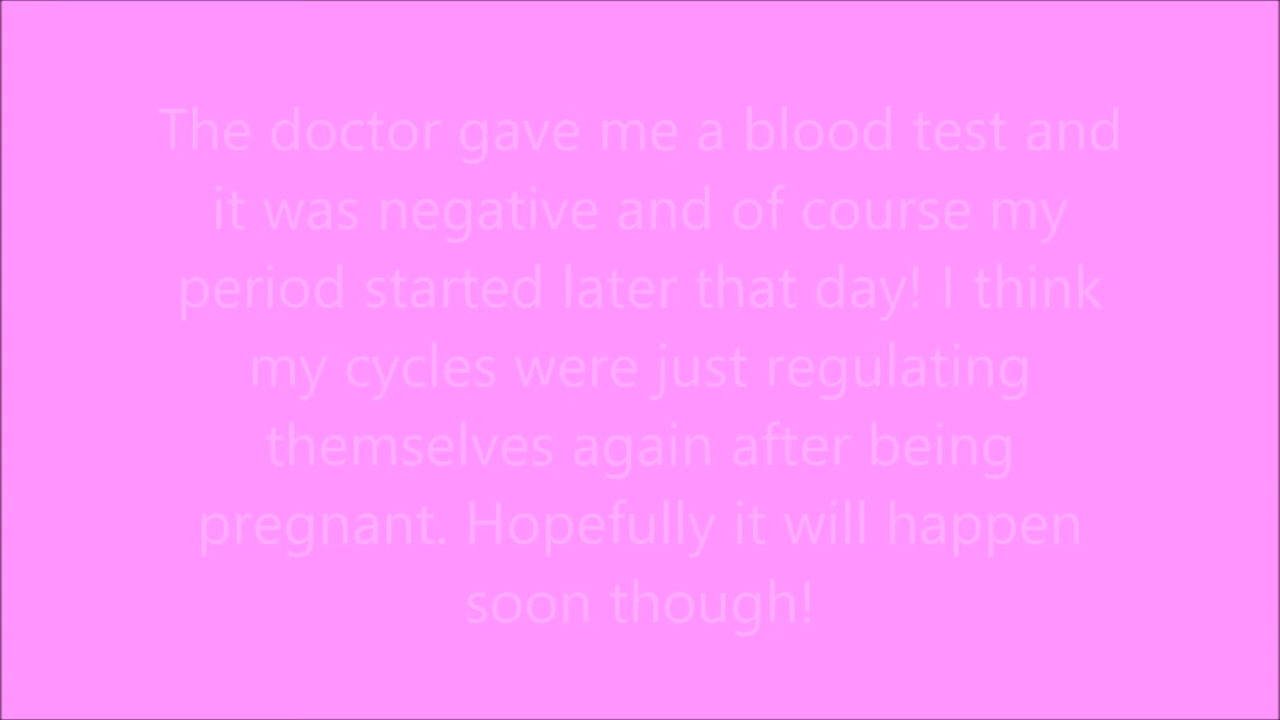 The doctor gave me a blood test and
it was negative and of course my
period started later that day! I think
my cycles were just regulating
themselves again after being
pregnant. Hopefully it will happen
soon though!